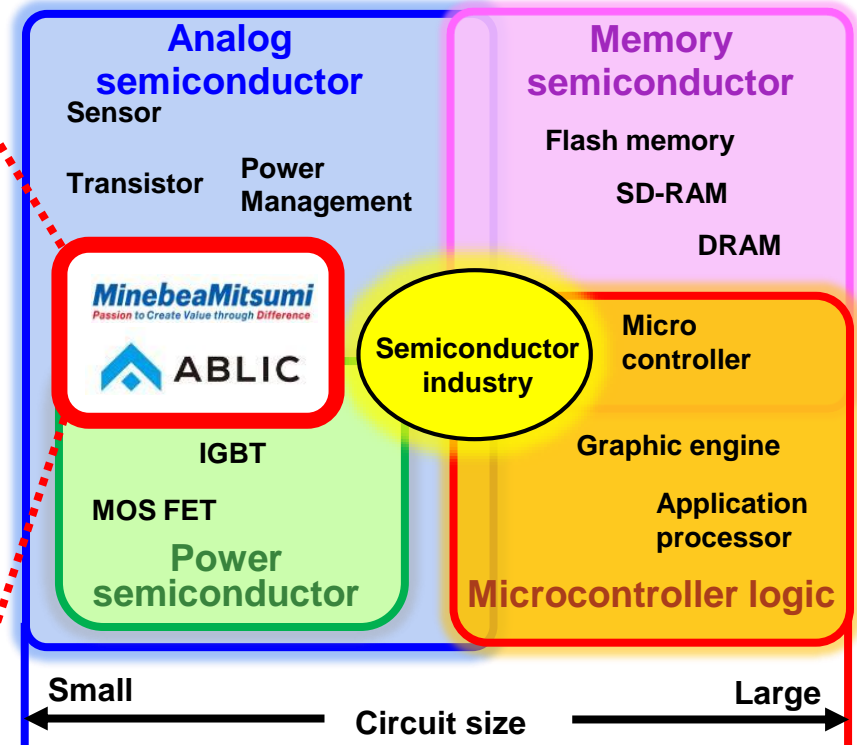 Analog
semiconductor
Sensor
Transistor
Power
Management
Memory
semiconductor
Flash memory
SD-RAM
DRAM
MinebeaMitsumi
Passion to Create Value through Difference
ABLIC
Semiconductor
industry
Micro
controller
IGBT
MOS FET
Power
semiconductor
Graphic engine
Application
processor
Microcontroller logic
Small
Large
Circuit size